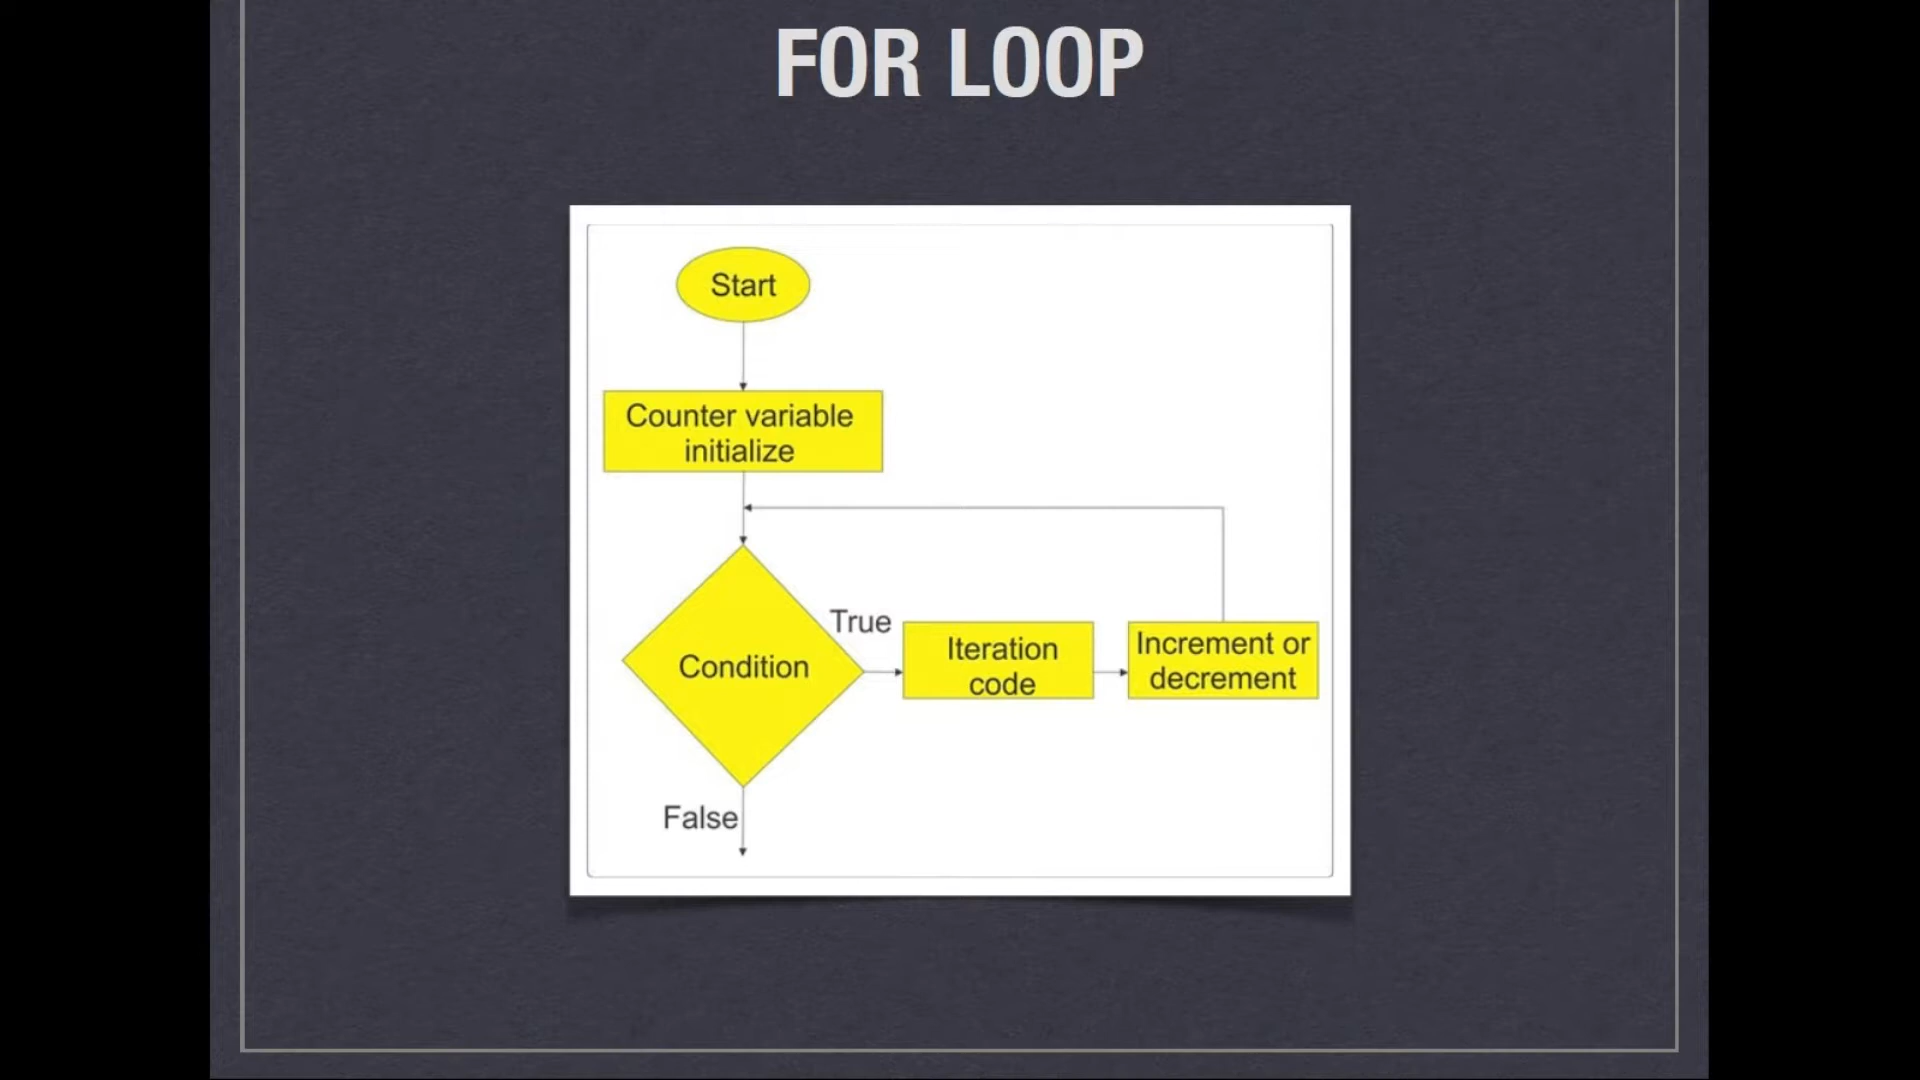 FOR LOOP
Start
Counter variable
initialize
Condition
True
Iteration
code
Increment or
decrement
False